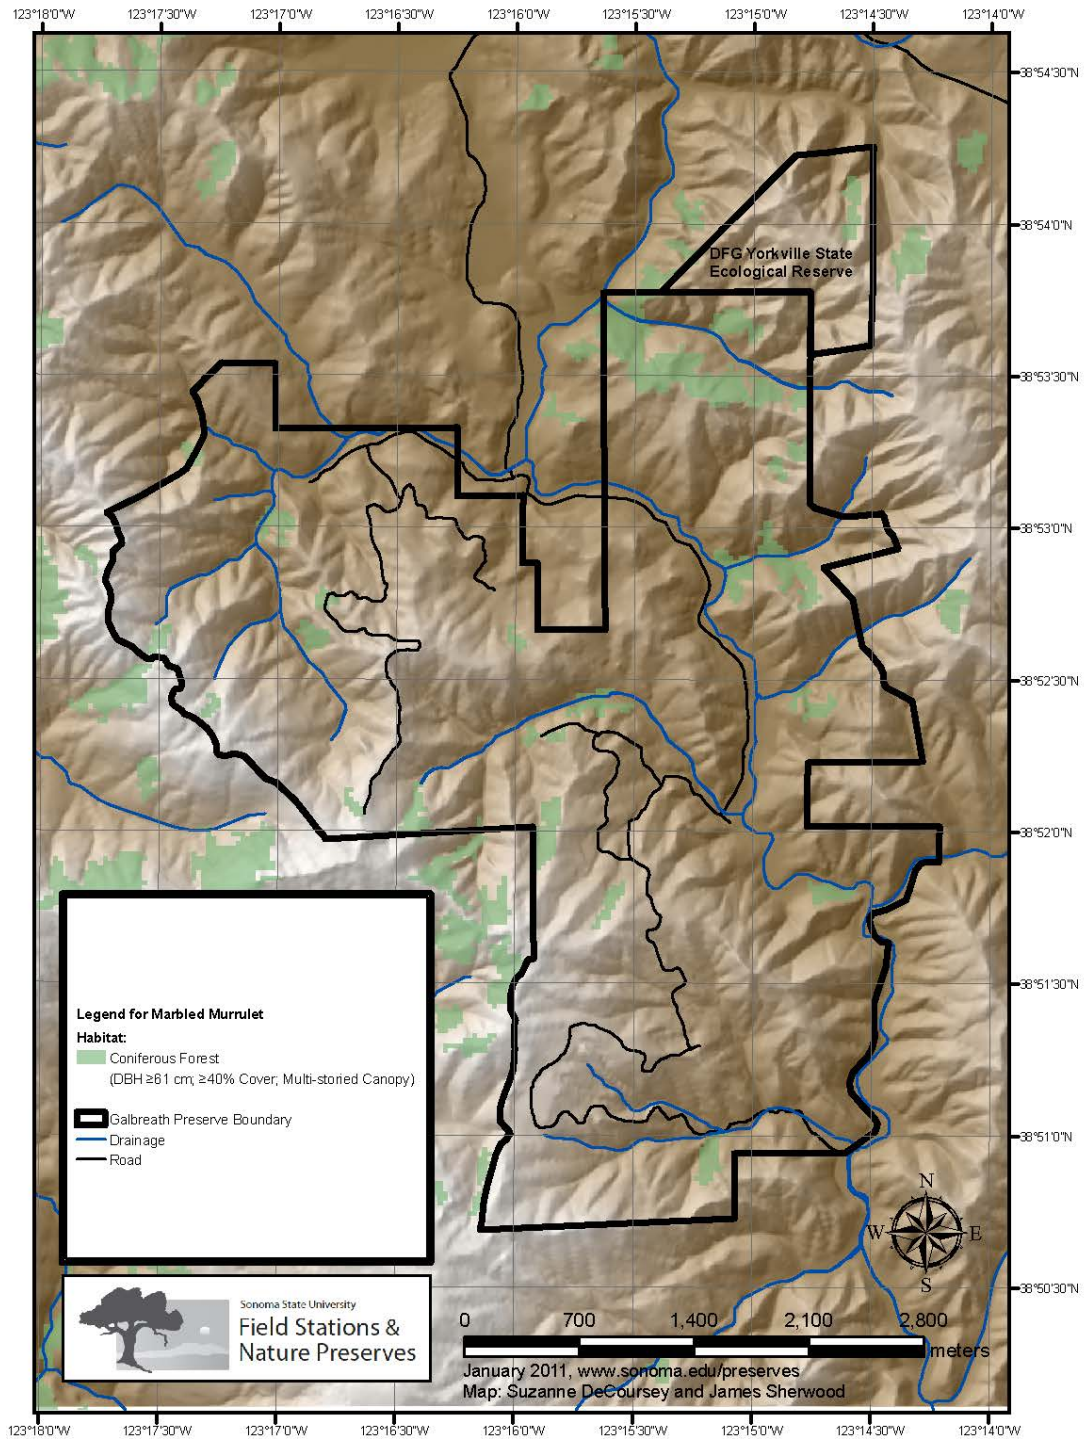 123°18'0"W
123°17'30"W
123°17'0"W
123°16'30"W
123°16'0"W
123°15'30"W
123°15'0"W
123°14'30"W
123°14'0"W
38°54'30"N
38°54'0"N
DFG Yorkville State
Ecological Reserve
38°53'30"N
38°53'0"N
38°52'30"N
38°52'0"N
38°51'30"N
38°51'0"N
38°50'30"N
Legend for Marbled Murrulet
Habitat:
Coniferous Forest
(DBH ≥61 cm; ≥40% Cover; Multi-storied Canopy)
Galbreath Preserve Boundary
Drainage
Road
N
W
E
S
Sonoma State University
Field Stations &
Nature Preserves
0 700 1,400 2,100 2,800
meters
January 2011, www.sonoma.edu/preserves
Map: Suzanne DeCoursey and James Sherwood
123°18'0"W
123°17'30"W
123°17'0"W
123°16'30"W
123°16'0"W
123°15'30"W
123°15'0"W
123°14'30"W
123°14'0"W